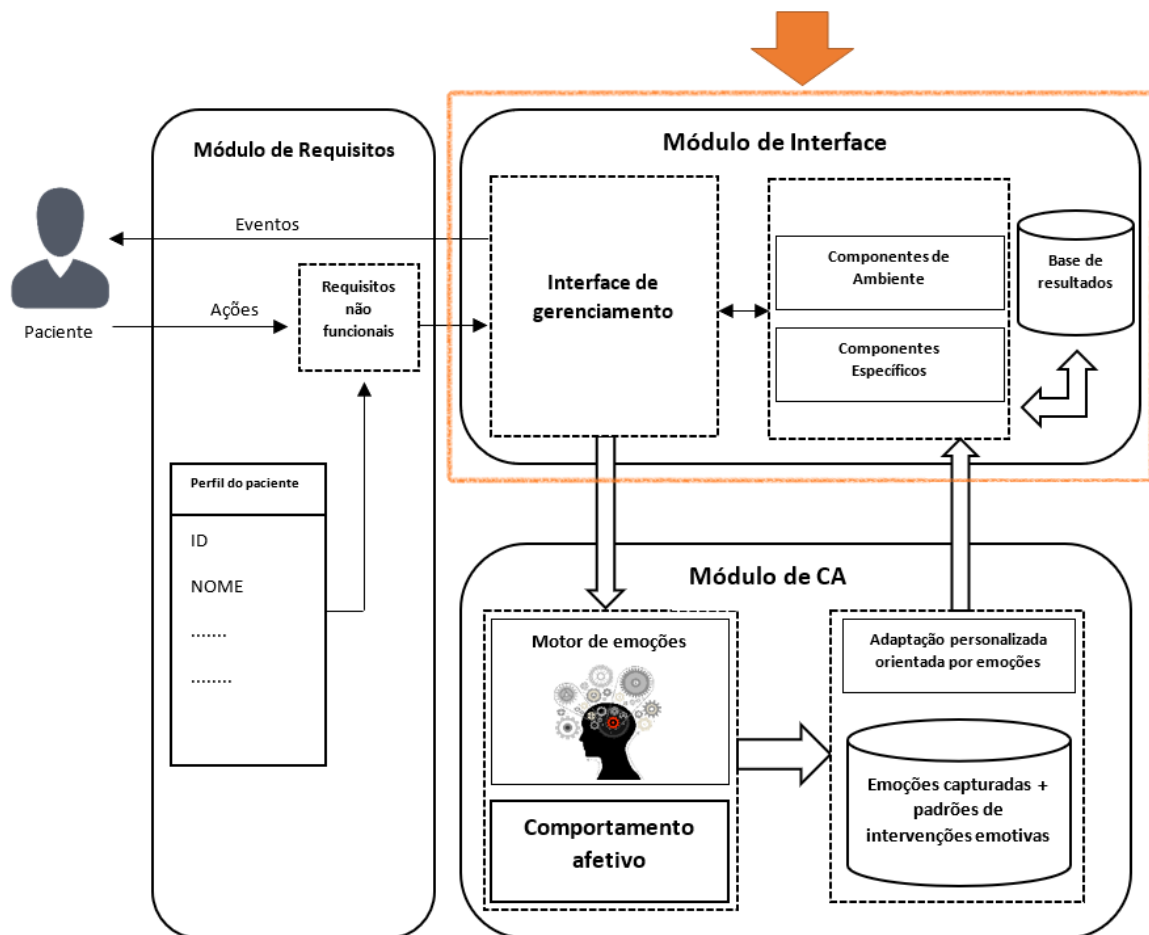 Módulo de Requisitos
Módulo de Interface
Eventos
Ações
Paciente
Requisitos
não
funcionais
Interface de
gerenciamento
Componentes de
Ambiente
Componentes
Específicos
Base de
resultados
Perfil do paciente
ID
NOME
.......
........
Módulo de CA
Motor de emoções
Comportamento
afetivo
Adaptação personalizada
orientada por emoções
Emoções capturadas +
padrões de
intervenções emotivas